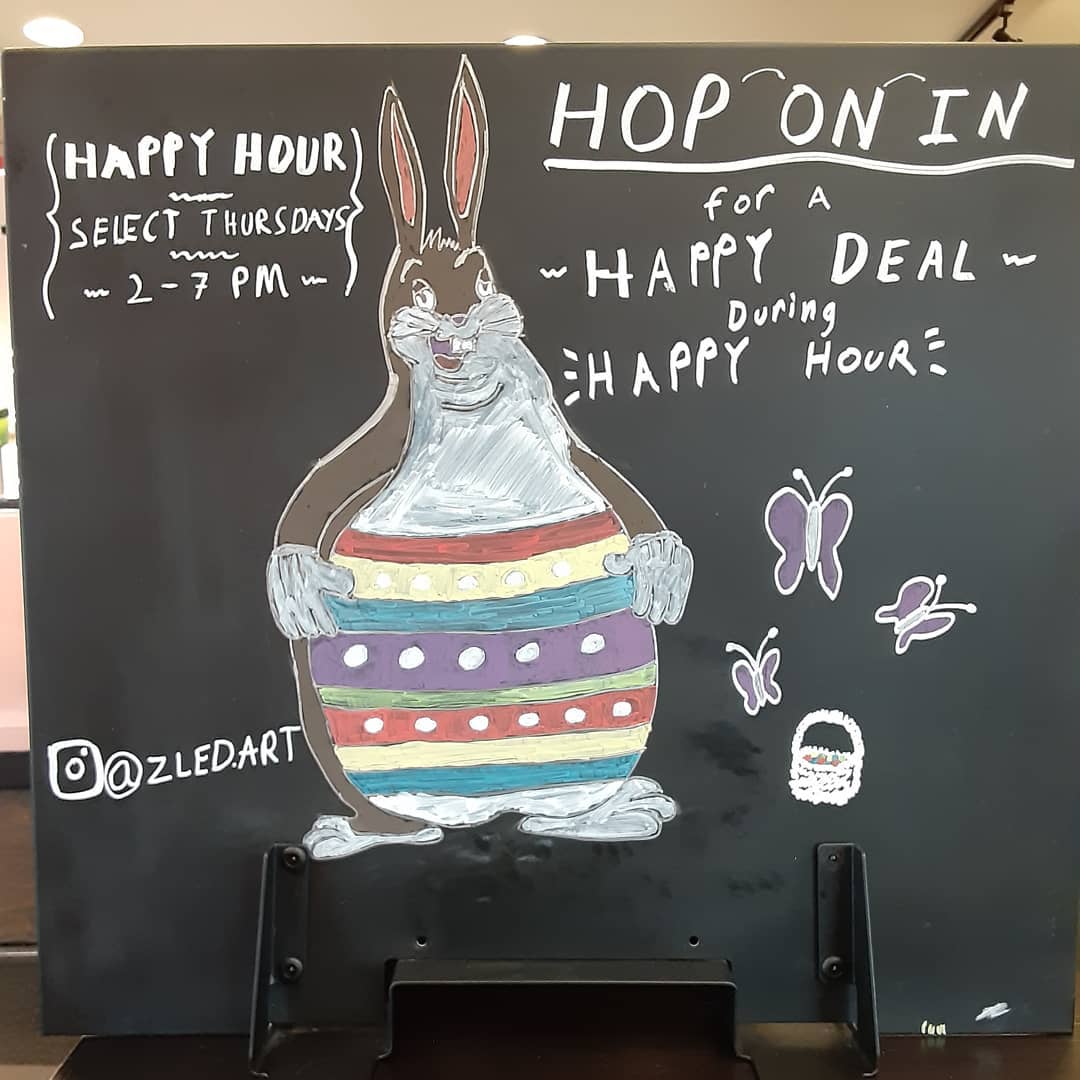 HAPPY HOUR
SELECT THURSDAYS
~ 2-7 PM ~
HOP ON IN
for A
~ HAPPY DEAL ~
During
HAPPY HOUR
@ZLED.ART